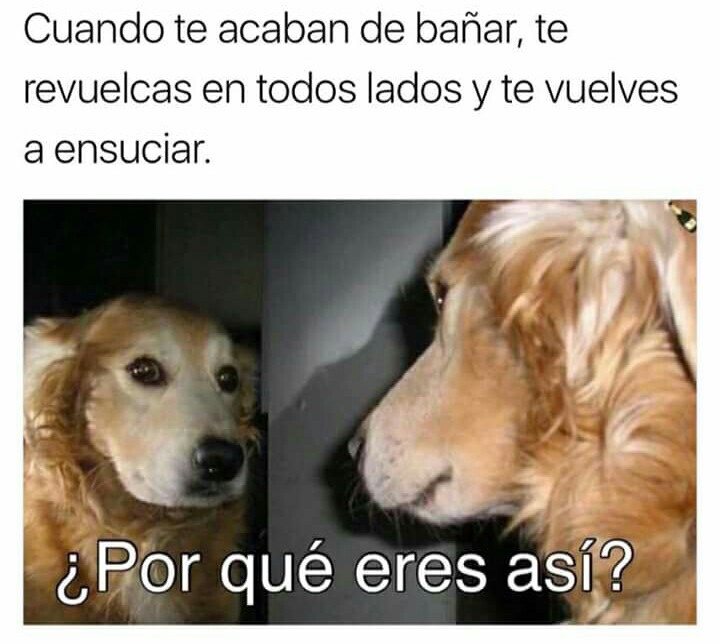 Cuando te acaban de bañar, te
revuelcas en todos lados y te vuelves
a ensuciar.
¿Por qué eres así?